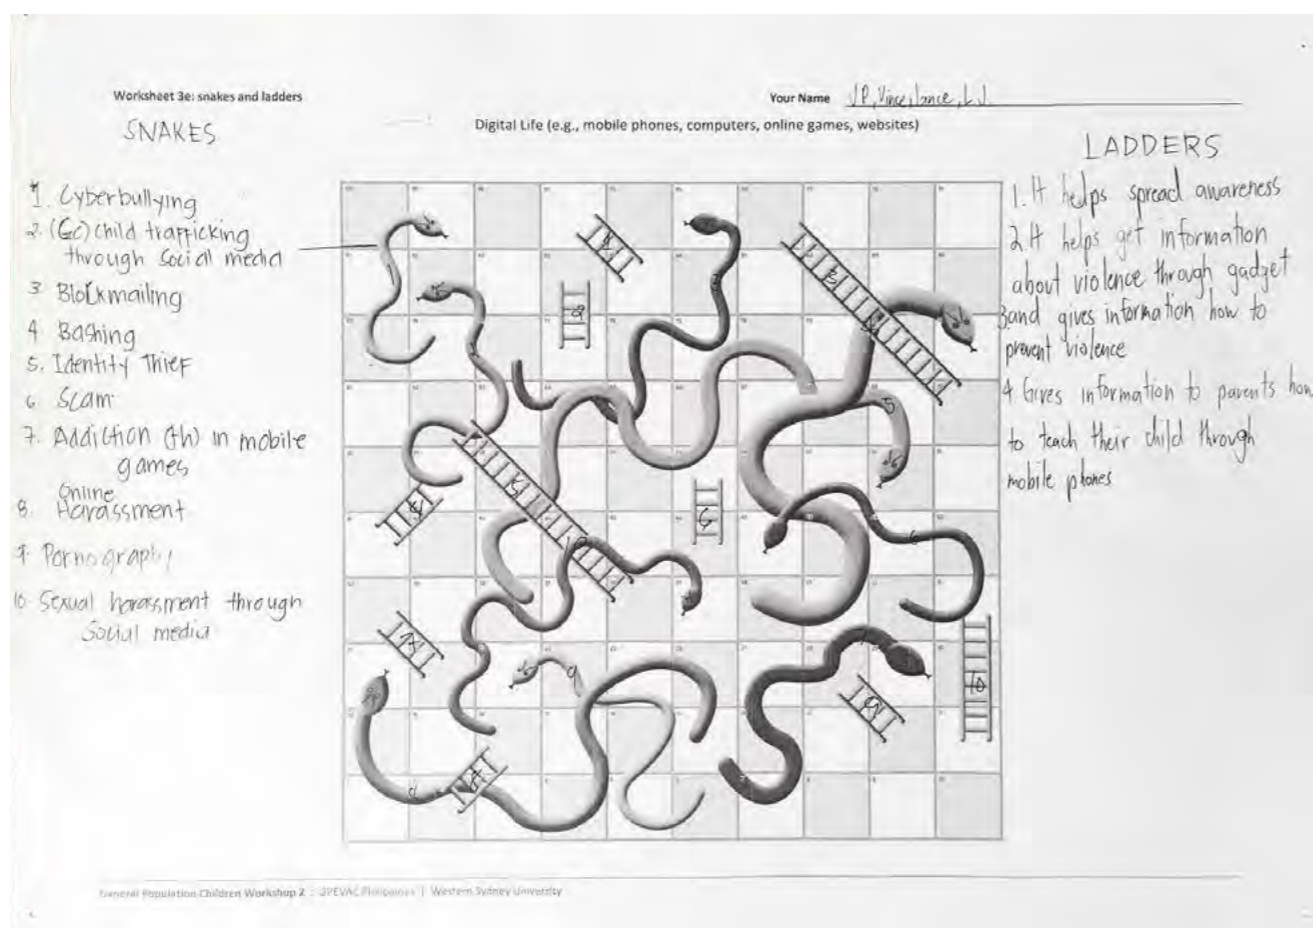 Worksheet 3e: snakes and ladders
Your Name JP, Vince, Lance, L.J.
Digital Life (e.g., mobile phones, computers, online games, websites)
SNAKES
1. Cyberbullying
2. child trafficking
through Social media
3 Blockmailing
4 Bashing
5. Identity Thief
6 Scam
7. Addiction in mobile
games
8. Online
Harassment
9. Pornography
10 Sexual harassment through
Social media
LADDERS
1. It helps spread awareness
2. It helps get information
about violence through gadget
3. and gives information how to
prevent violence
4 Gives information to parents how
to teach their child through
mobile phones
General Population Children Workshop 2 :: JPEVAC Philippines | Western Sydney University